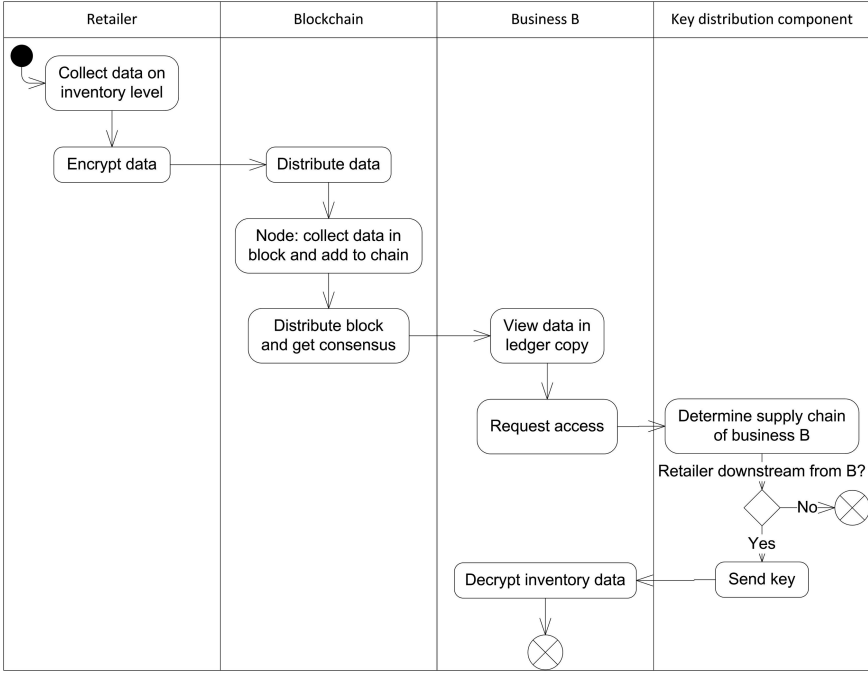 Retailer
Blockchain
Business B
Key distribution component
Collect data on
inventory level
Encrypt data
Distribute data
Node: collect data in
block and add to chain
Distribute block
and get consensus
View data in
ledger copy
Request access
Determine supply chain
of business B
Retailer downstream from B?
No
Yes
Send key
Decrypt inventory data